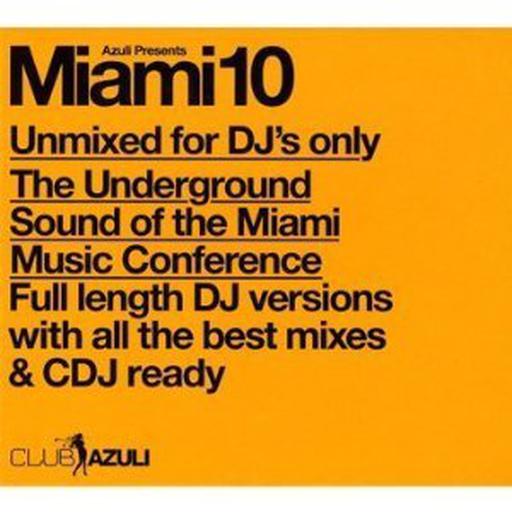 Azuli Presents
Miami10
Unmixed for DJ's only
The Underground
Sound of the Miami
Music Conference
Full length DJ versions
with all the best mixes
& CDJ ready
CLUB AZULI